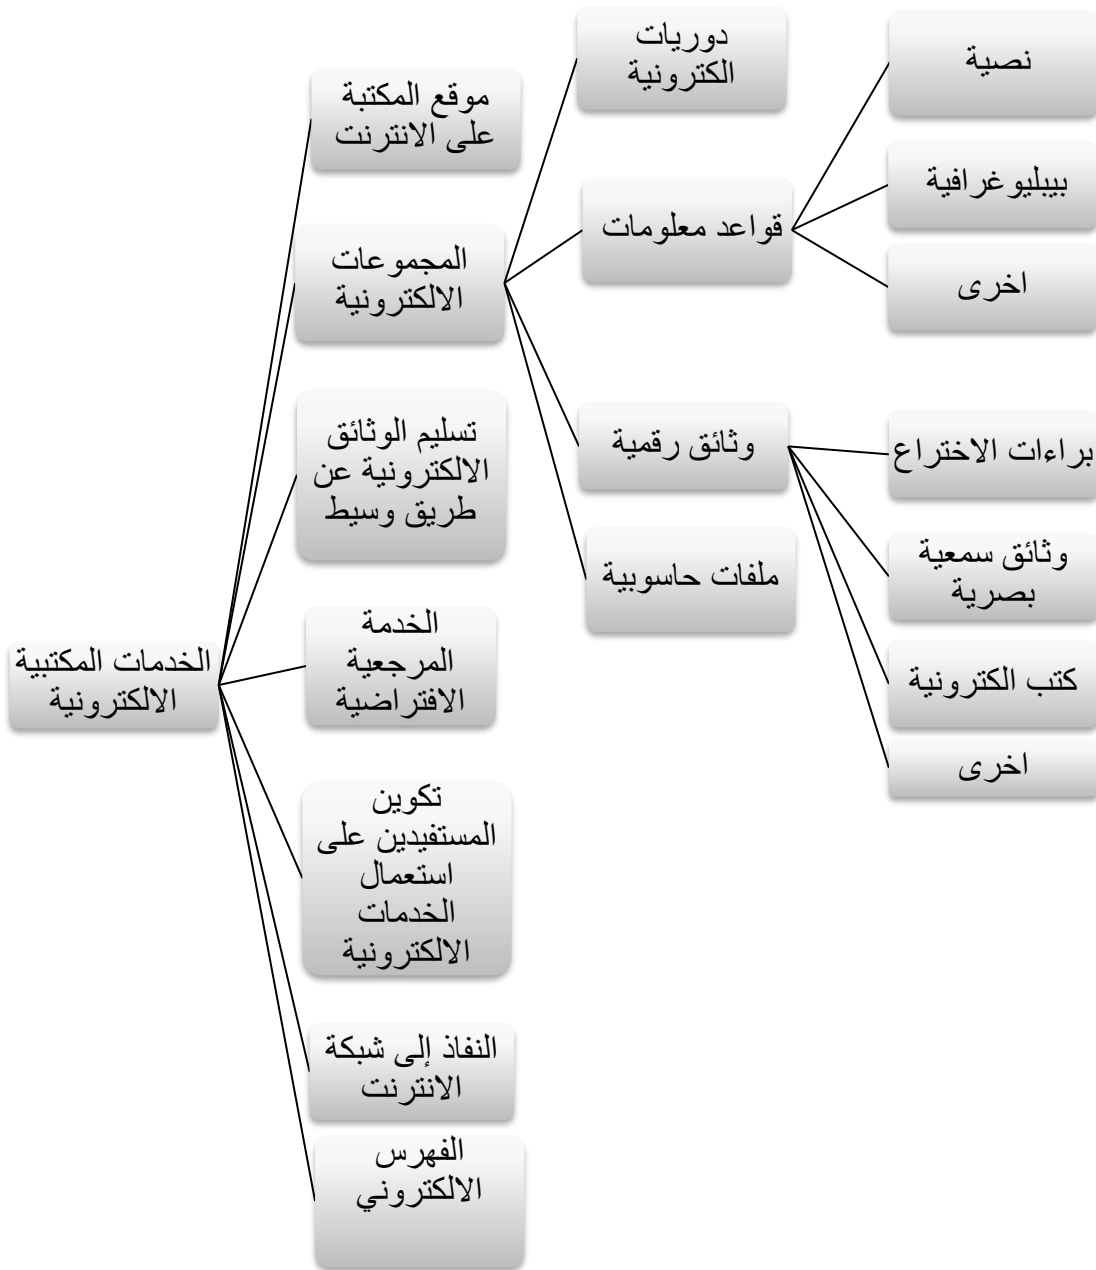 الخدمات المكتبية
الالكترونية
موقع المكتبة
على الانترنت
المجموعات
الالكترونية
دوريات
الكترونية
قواعد معلومات
نصية
بيبليوغرافية
اخرى
وثائق رقمية
براءات الاختراع
وثائق سمعية
بصرية
كتب الكترونية
اخرى
ملفات حاسوبية
تسليم الوثائق
الالكترونية عن
طريق وسيط
الخدمة
المرجعية
الافتراضية
تكوين
المستفيدين على
استعمال
الخدمات
الالكترونية
النفاذ إلى شبكة
الانترنت
الفهرس
الالكتروني